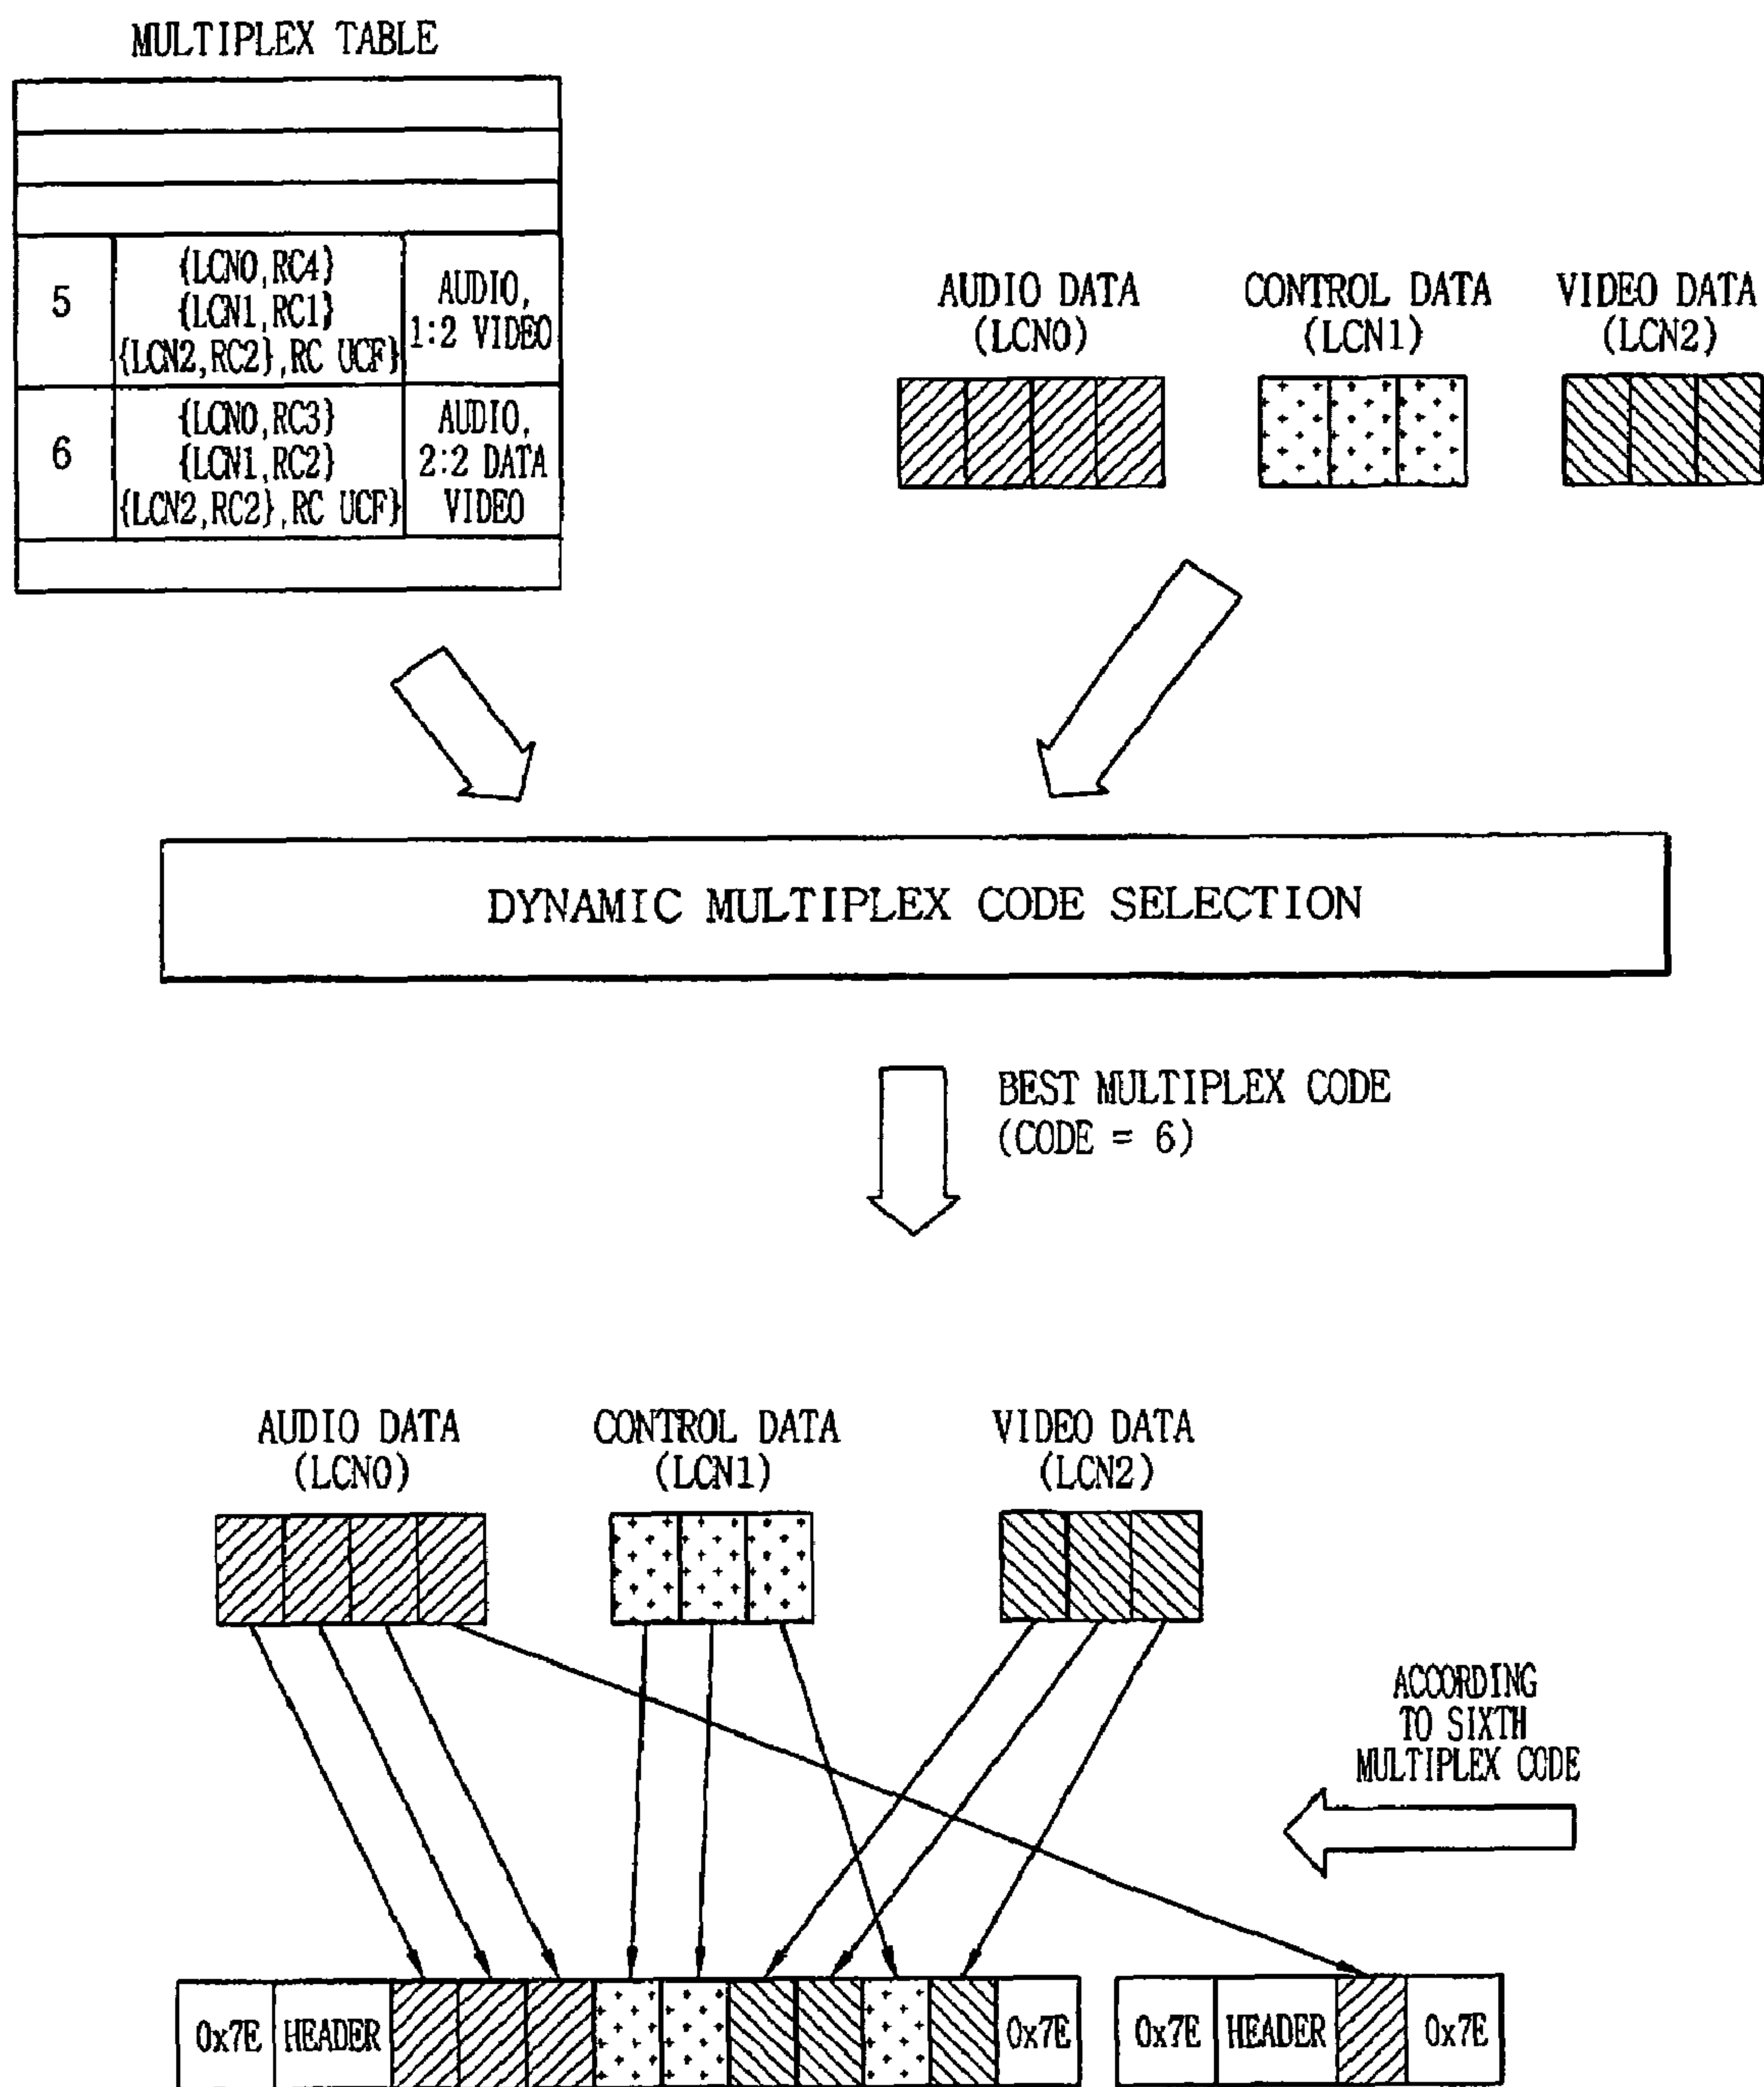 MULTIPLEX TABLE
5
{LCN0,RC4}
{LCN1,RC1}
{LCN2,RC2},RC UCF}
AUDIO,
1:2 VIDEO
6
{LCN0,RC3}
{LCN1,RC2}
{LCN2,RC2},RC UCF}
AUDIO,
2:2 DATA
VIDEO
AUDIO DATA
(LCN0)
CONTROL DATA
(LCN1)
VIDEO DATA
(LCN2)
DYNAMIC MULTIPLEX CODE SELECTION
BEST MULTIPLEX CODE
(CODE = 6)
AUDIO DATA
(LCN0)
CONTROL DATA
(LCN1)
VIDEO DATA
(LCN2)
ACCORDING
TO SIXTH
MULTIPLEX CODE
0x7E HEADER 0x7E
0x7E HEADER 0x7E